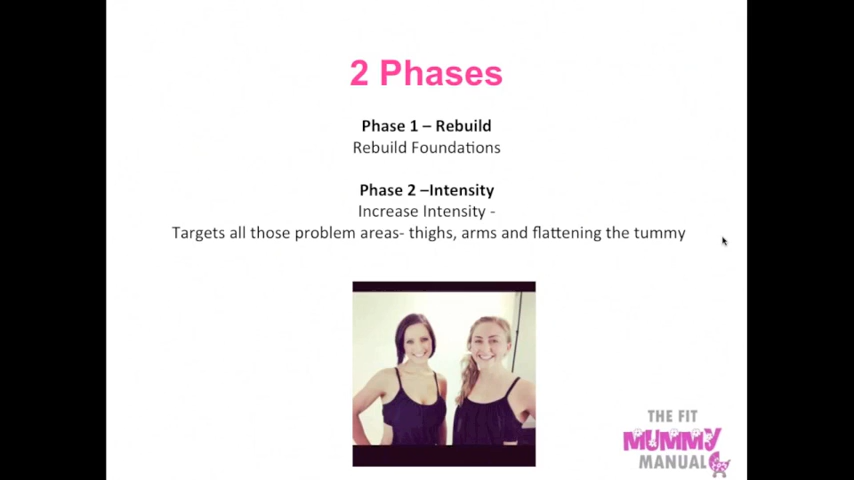 2 Phases
Phase 1 – Rebuild
Rebuild Foundations
Phase 2 –Intensity
Increase Intensity -
Targets all those problem areas- thighs, arms and flattening the tummy
THE FIT
MUMMY
MANUAL